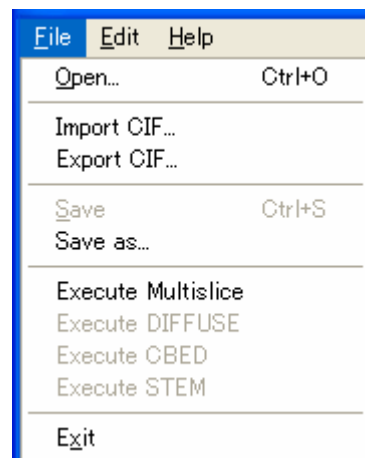 File Edit Help
Open... Ctrl+O
Import CIF...
Export CIF...
Save Ctrl+S
Save as...
Execute Multislice
Execute DIFFUSE
Execute CBED
Execute STEM
Exit